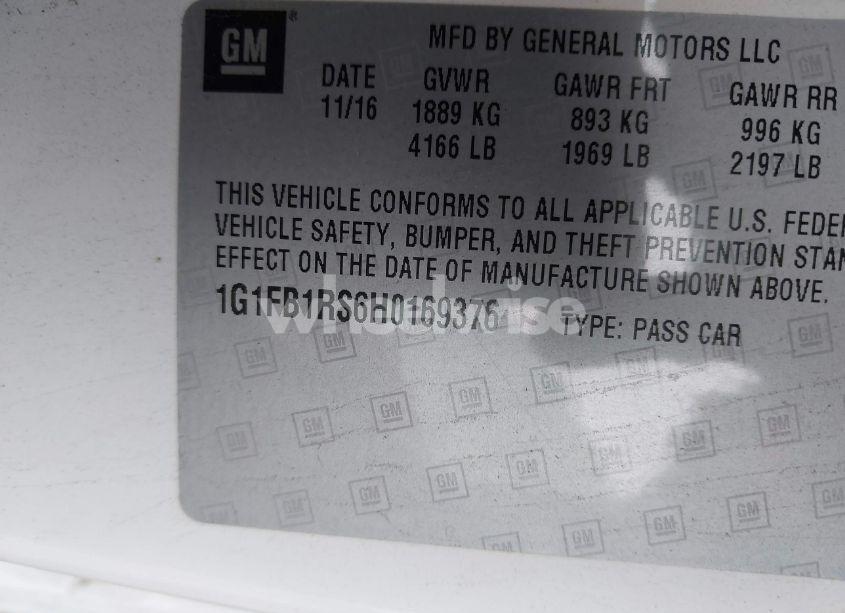 GM®
MFD BY GENERAL MOTORS LLC
DATE GVWR GAWR FRT GAWR RR
11/16 1889 KG 893 KG 996 KG
4166 LB 1969 LB 2197 LB
THIS VEHICLE CONFORMS TO ALL APPLICABLE U.S. FEDER
VEHICLE SAFETY, BUMPER, AND THEFT PREVENTION STAN
EFFECT ON THE DATE OF MANUFACTURE SHOWN ABOVE.
1G1FB1RS6H0169376 TYPE: PASS CAR